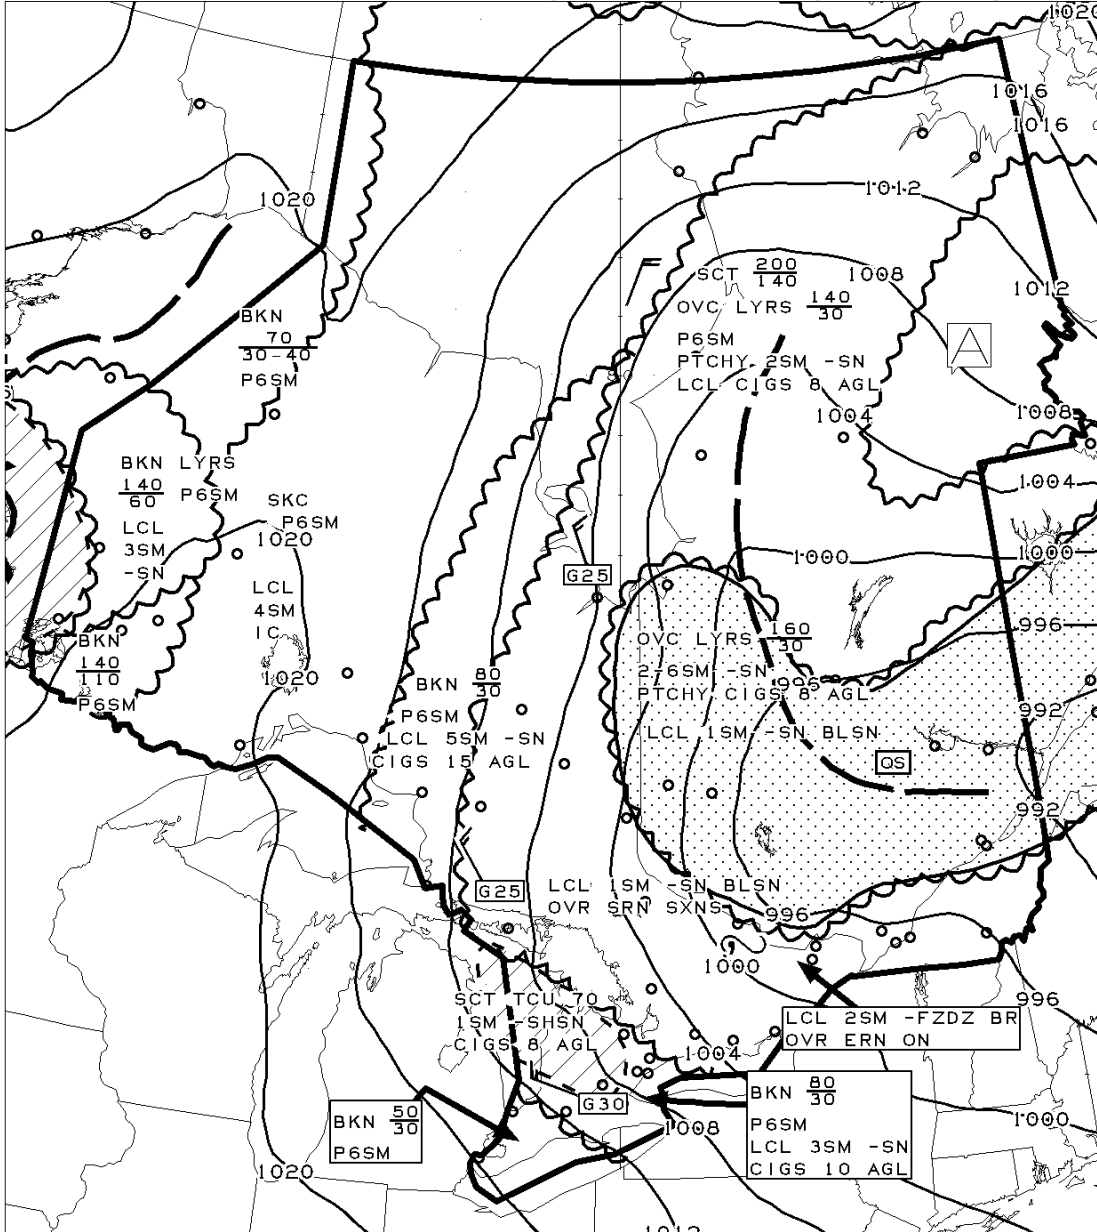 1020
1016
1016
1020
1012
SCT 200/140
1008
OVC LYRS 140/30
1012
BKN
70
30-40
P6SM
P6SM
PTCHY 2SM -SN
LCL CIGS 8 AGL
A
1004
1008
BKN LYRS
140/60 P6SM
LCL
3SM
-SN
SKC
P6SM
1020
1004
1000
1000
G25
LCL
4SM
IC
996
BKN
140/110
P6SM
1020
OVC LYRS 160/30
2-6SM -SN
996
PTCHY CIGS 8 AGL
LCL 1SM -SN BLSN
BKN 80/30
P6SM
LCL 5SM -SN
CIGS 15 AGL
992
QS
992
G25
LCL 1SM -SN BLSN
OVR SRN SXNS
996
1000
SCT TCU 70
1SM -SHSN
CIGS 8 AGL
996
LCL 2SM -FZDZ BR
OVR ERN ON
1004
G30
BKN 50/30
P6SM
BKN 80/30
P6SM
LCL 3SM -SN
CIGS 10 AGL
1008
1000
1020
1012